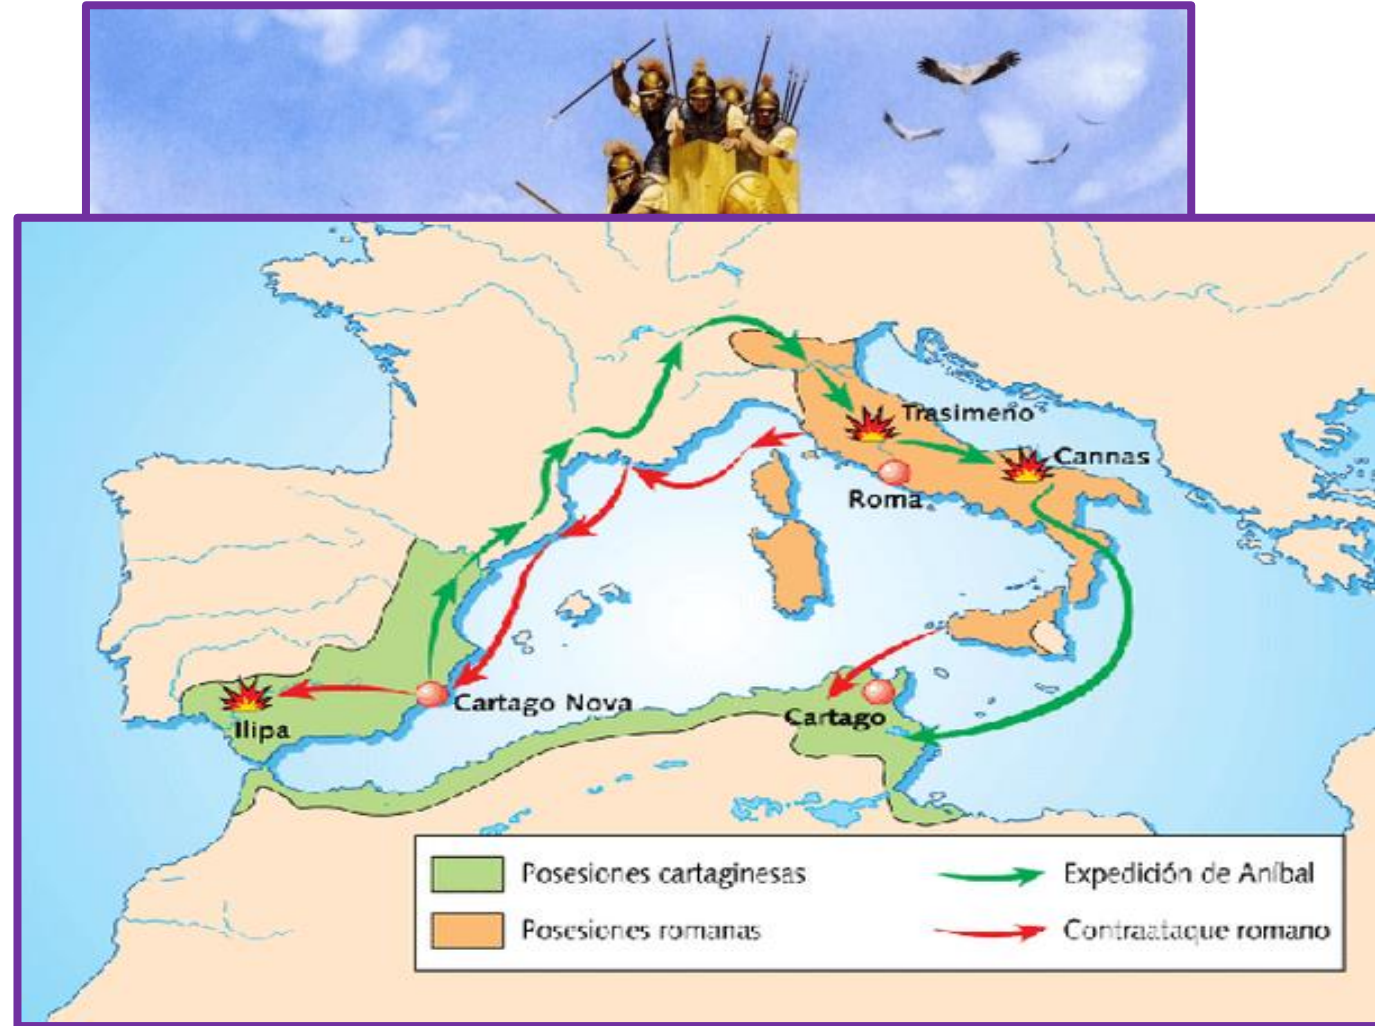 Trasimeno
Cannas
Roma
Cartago Nova
Ilipa
Cartago
Posesiones cartaginesas
Expedición de Aníbal
Posesiones romanas
Contraataque romano